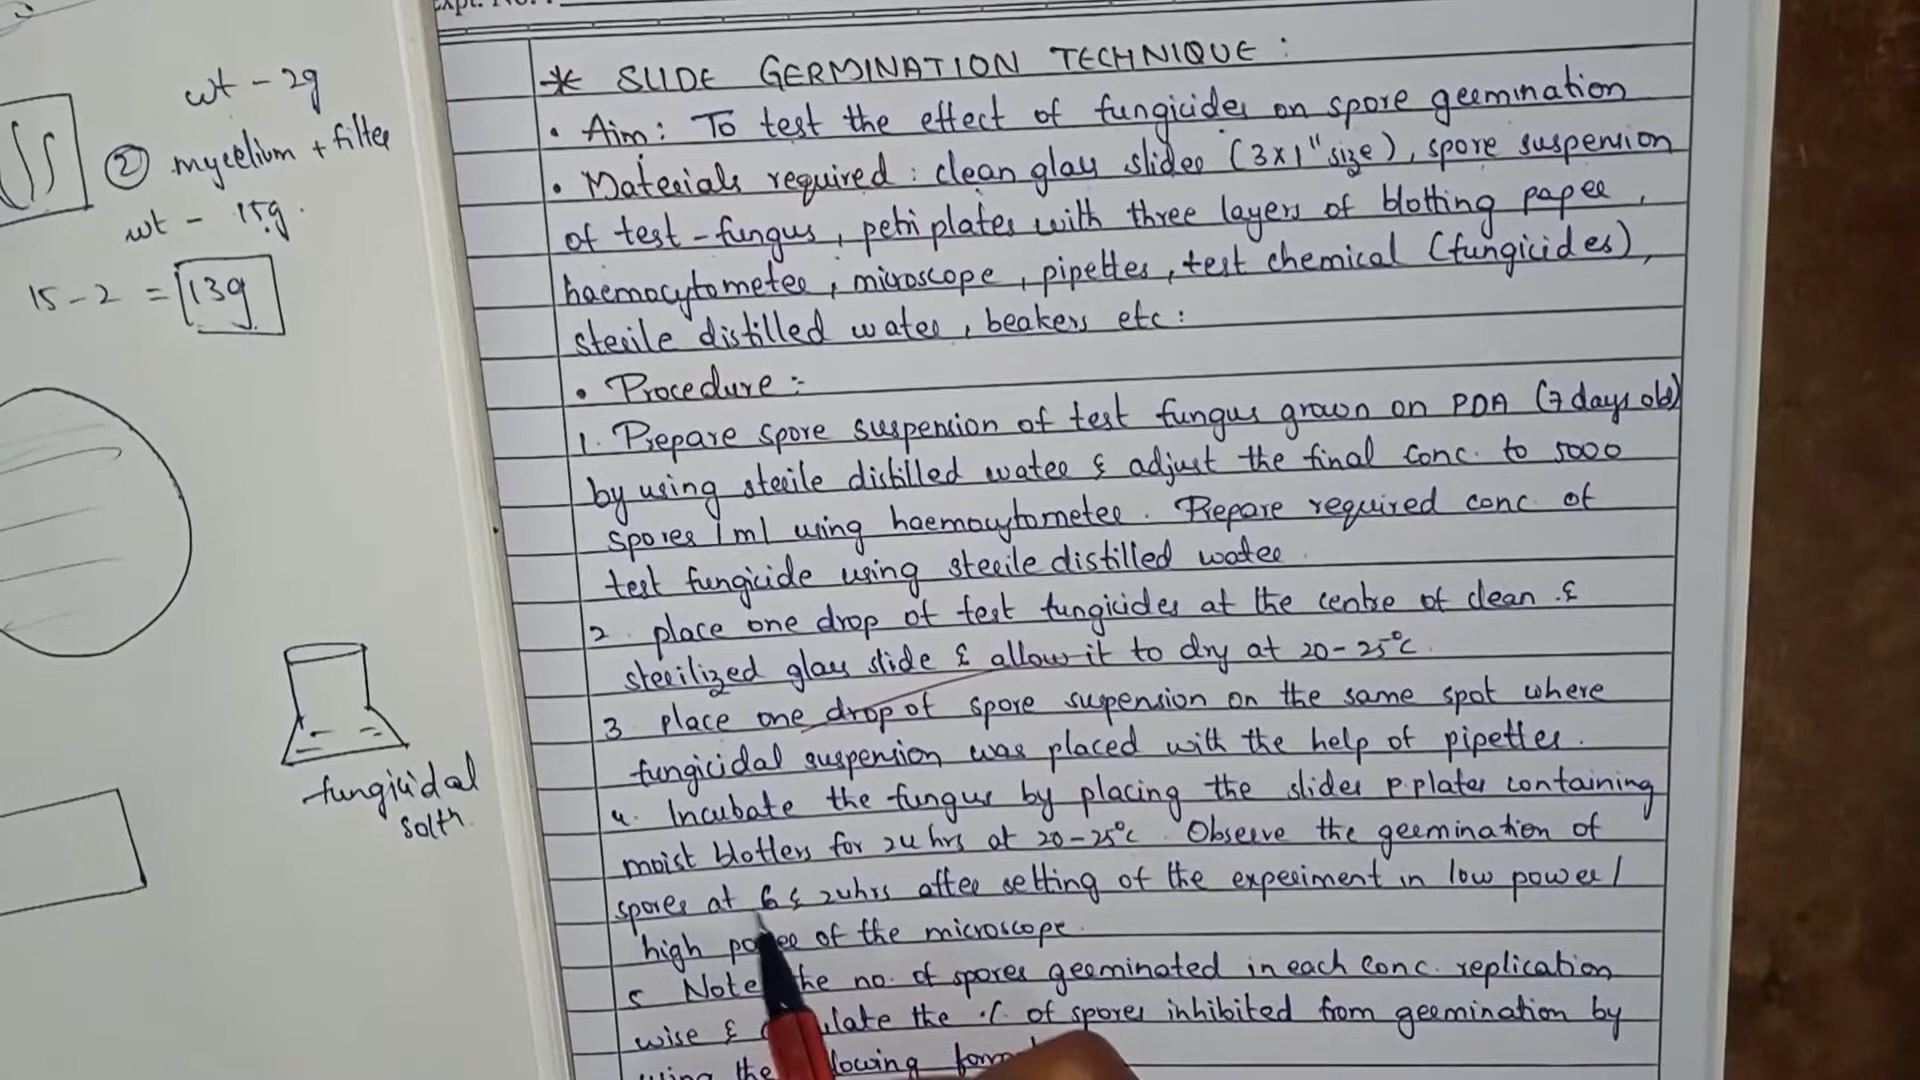 Expt. No. :
wt - 2g
② mycelium + filter
wt - 15g.
15 - 2 = 13g
fungicidal
soltn.
* SLIDE GERMINATION TECHNIQUE :
• Aim : To test the effect of fungicides on spore germination
• Materials required : clean glass slides (3x1" size), spore suspension
of test-fungus, petriplates with three layers of blotting paper,
haemocytometer, microscope, pipettes, test chemical (fungicides),
sterile distilled water, beakers etc :
• Procedure :-
1. Prepare spore suspension of test fungus grown on PDA (7 days old)
by using sterile distilled water & adjust the final conc. to 5000
spores / ml using haemocytometer. Prepare required conc. of
test fungicide using sterile distilled water
2. place one drop of test fungicides at the centre of clean &
sterilized glass slide & allow it to dry at 20-25°C.
3 place one drop of spore supension on the same spot where
fungicidal suspension was placed with the help of pipettes.
4. Incubate the fungus by placing the slides p.plates containing
moist blotters for 24 hrs at 20-25°C. Observe the germination of
spores at 6 & 24hrs after setting of the experiment in low power /
high power of the microscope.
5 Note the no. of spores germinated in each conc. replication
wise & late the % of spores inhibited from germination by
using the lowing form